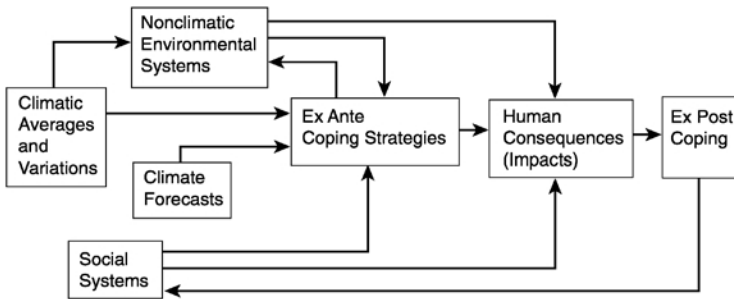 Nonclimatic
Environmental
Systems
Climatic
Averages
and
Variations
Ex Ante
Coping Strategies
Human
Consequences
(Impacts)
Ex Post
Coping
Climate
Forecasts
Social
Systems